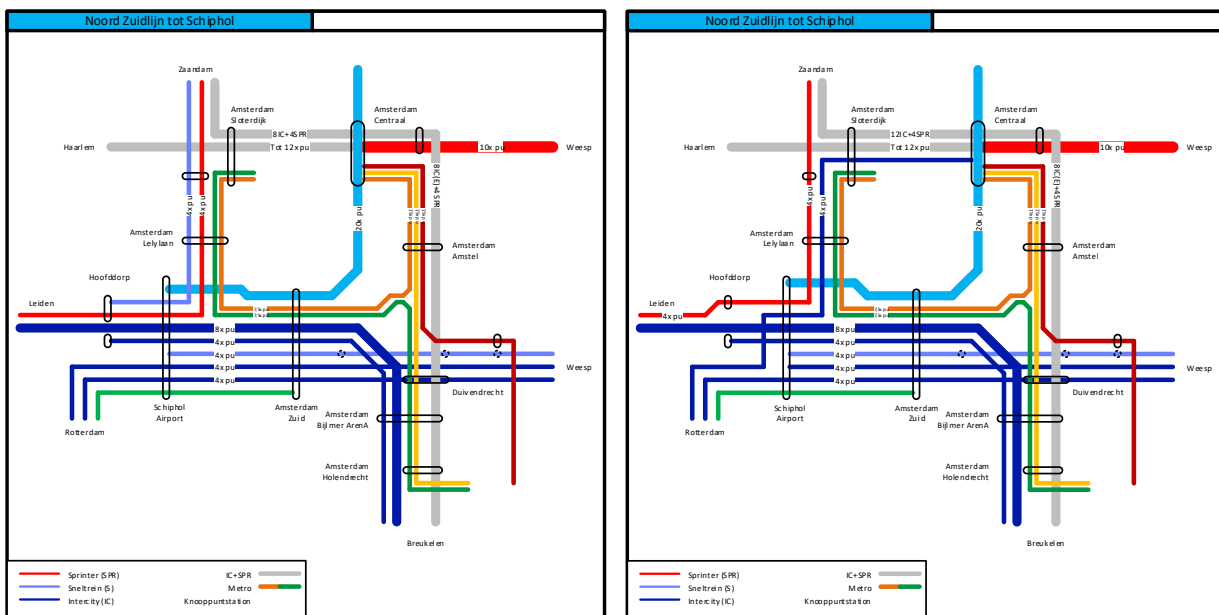 Noord Zuidlijn tot Schiphol
Zaandam
Amsterdam
Sloterdijk
Amsterdam
Centraal
8IC+4SPR
Haarlem
Tot 12x pu
10x pu
Weesp
4x pu
4x pu
20x pu
8IC(E)+4SPR
Amsterdam
Lelylaan
Amsterdam
Amstel
Hoofddorp
Leiden
8x pu
4x pu
4x pu
4x pu
4x pu
Weesp
Duivendrecht
Schiphol
Airport
Amsterdam
Zuid
Amsterdam
Bijlmer ArenA
Rotterdam
Amsterdam
Holendrecht
Breukelen
Sprinter (SPR)
Sneltrein (S)
Intercity (IC)
IC+SPR
Metro
Knooppuntstation
Noord Zuidlijn tot Schiphol
Zaandam
Amsterdam
Sloterdijk
Amsterdam
Centraal
12IC+4SPR
Haarlem
Tot 12x pu
10x pu
Weesp
4x pu
4x pu
20x pu
8IC(E)+4SPR
Amsterdam
Lelylaan
Amsterdam
Amstel
Hoofddorp
Leiden
4x pu
8x pu
4x pu
4x pu
4x pu
4x pu
Weesp
Duivendrecht
Schiphol
Airport
Amsterdam
Zuid
Amsterdam
Bijlmer ArenA
Rotterdam
Amsterdam
Holendrecht
Breukelen
Sprinter (SPR)
Sneltrein (S)
Intercity (IC)
IC+SPR
Metro
Knooppuntstation